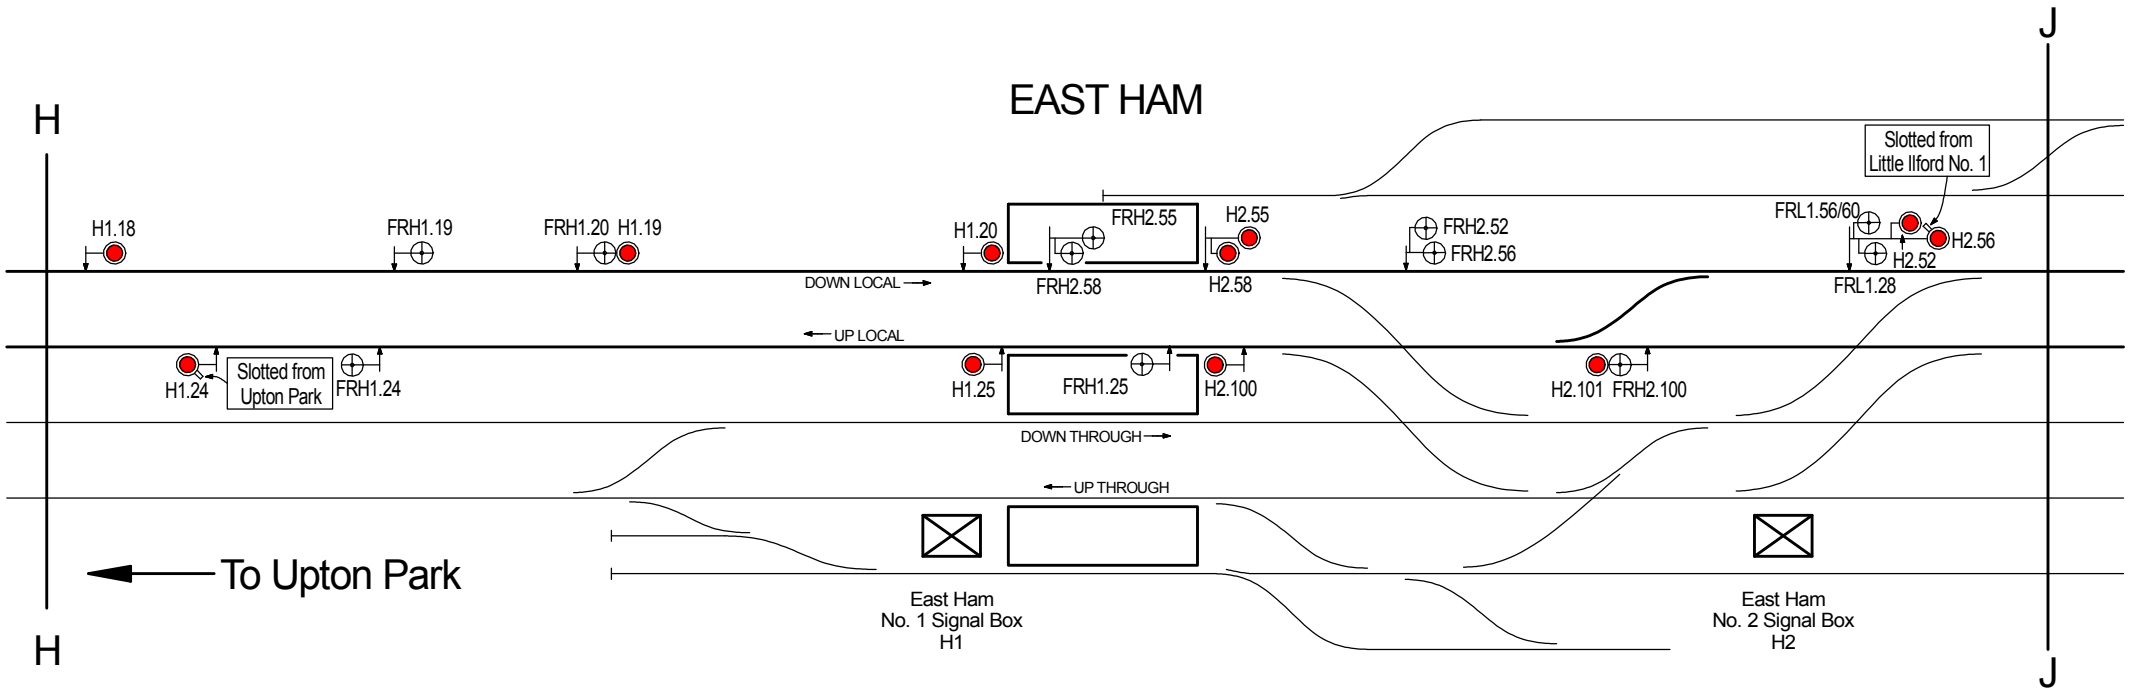 J
EAST HAM
H
Slotted from
Little Ilford No. 1
H1.18
FRH1.19
FRH1.20
H1.19
H1.20
FRH2.55
H2.55
FRH2.52
FRH2.56
FRL1.56/60
H2.56
H2.52
DOWN LOCAL
FRH2.58
H2.58
FRL1.28
UP LOCAL
H1.24
Slotted from
Upton Park
FRH1.24
H1.25
FRH1.25
H2.100
H2.101
FRH2.100
DOWN THROUGH
UP THROUGH
To Upton Park
East Ham
No. 1 Signal Box
H1
East Ham
No. 2 Signal Box
H2
H
J